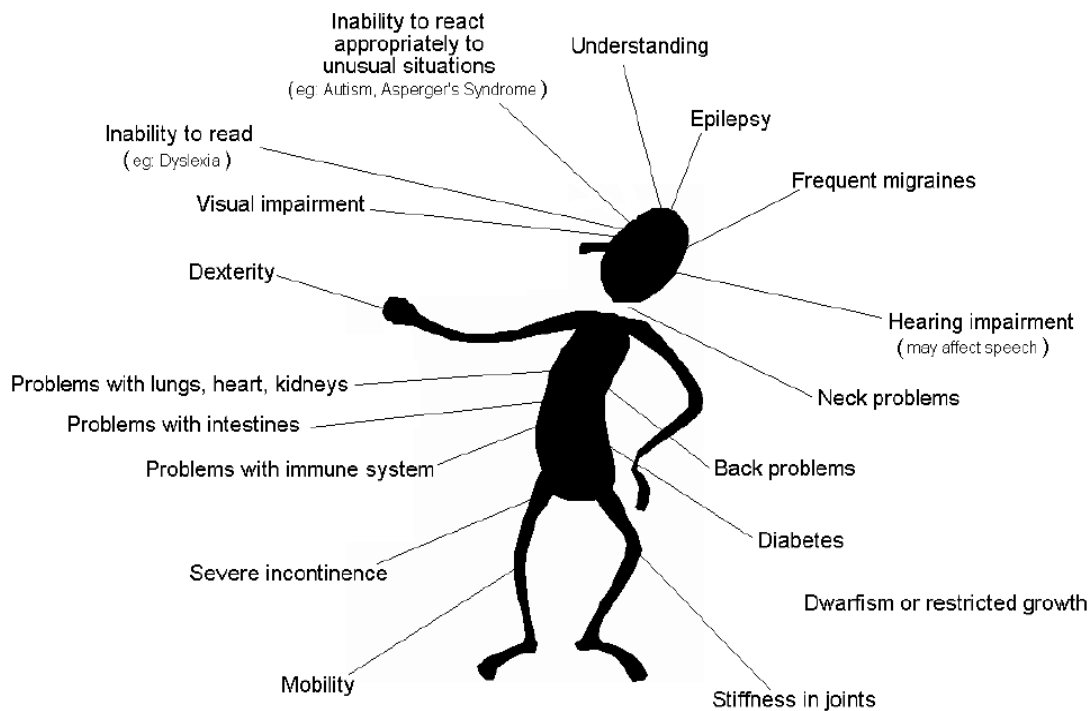 Inability to react
appropriately to
unusual situations
(eg: Autism, Asperger's Syndrome)
Understanding
Epilepsy
Inability to read
(eg: Dyslexia)
Frequent migraines
Visual impairment
Dexterity
Hearing impairment
(may affect speech)
Problems with lungs, heart, kidneys
Neck problems
Problems with intestines
Problems with immune system
Back problems
Diabetes
Severe incontinence
Dwarfism or restricted growth
Mobility
Stiffness in joints